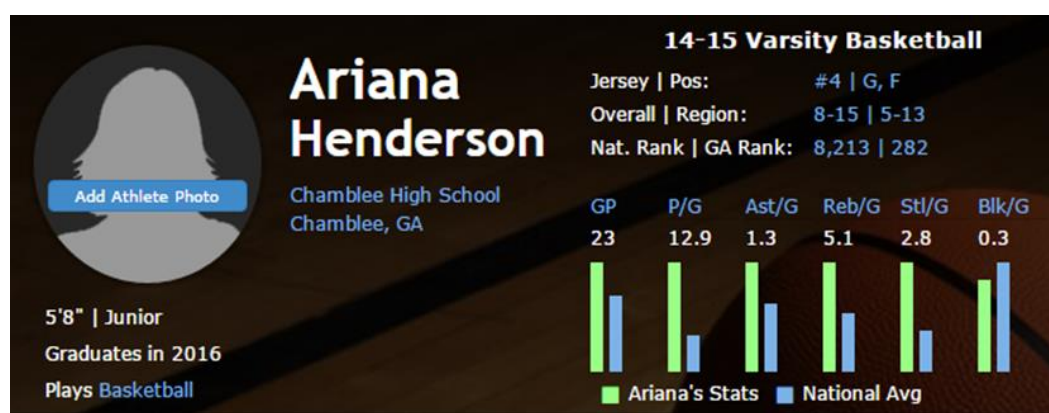 Add Athlete Photo
Ariana
Henderson
Chamblee High School
Chamblee, GA
5'8" | Junior
Graduates in 2016
Plays Basketball
14-15 Varsity Basketball
Jersey | Pos: #4 | G, F
Overall | Region: 8-15 | 5-13
Nat. Rank | GA Rank: 8,213 | 282
GP P/G Ast/G Reb/G Stl/G Blk/G
23 12.9 1.3 5.1 2.8 0.3
Ariana's Stats National Avg